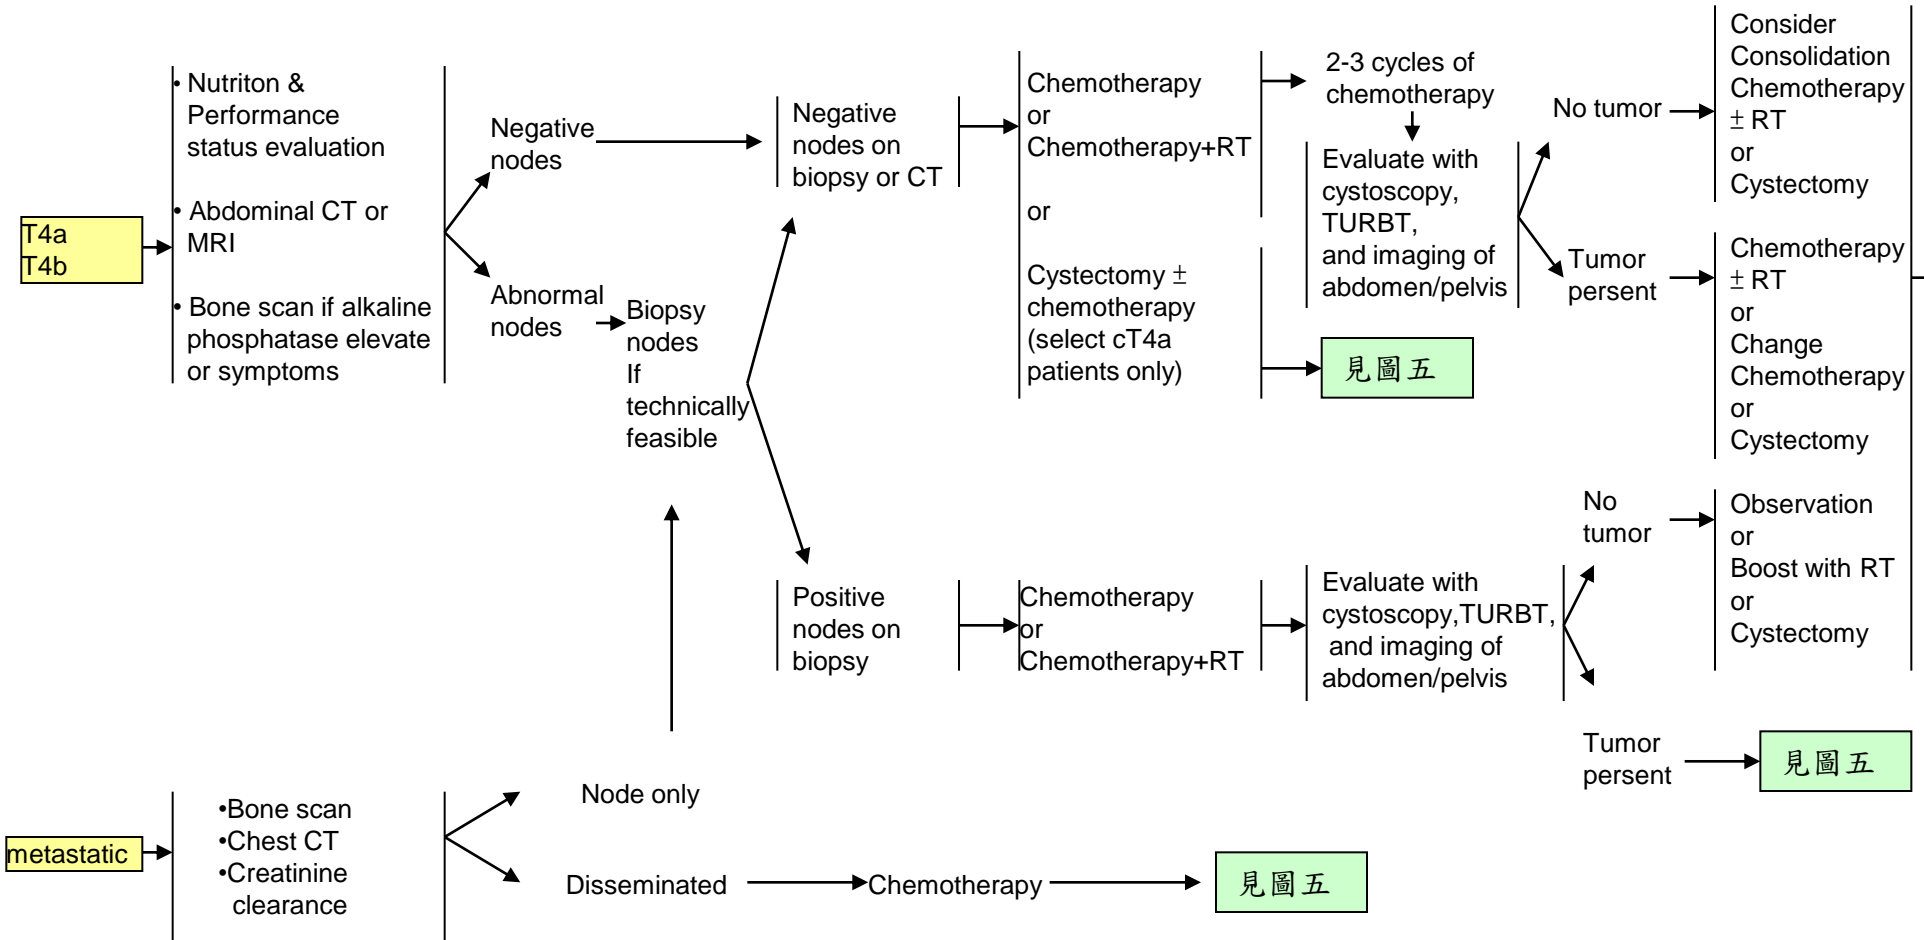 T4a
T4b
• Nutriton &
Performance
status evaluation
• Abdominal CT or
MRI
• Bone scan if alkaline
phosphatase elevate
or symptoms
Negative
nodes
Abnormal
nodes
Biopsy
nodes
If
technically
feasible
Negative
nodes on
biopsy or CT
Chemotherapy
or
Chemotherapy+RT
or
Cystectomy ±
chemotherapy
(select cT4a
patients only)
2-3 cycles of
chemotherapy
Evaluate with
cystoscopy,
TURBT,
and imaging of
abdomen/pelvis
見圖五
No tumor
Tumor
persent
Consider
Consolidation
Chemotherapy
± RT
or
Cystectomy
Chemotherapy
± RT
or
Change
Chemotherapy
or
Cystectomy
Positive
nodes on
biopsy
Chemotherapy
or
Chemotherapy+RT
Evaluate with
cystoscopy,TURBT,
and imaging of
abdomen/pelvis
No
tumor
Observation
or
Boost with RT
or
Cystectomy
Tumor
persent
見圖五
metastatic
•Bone scan
•Chest CT
•Creatinine
clearance
Node only
Disseminated
Chemotherapy
見圖五